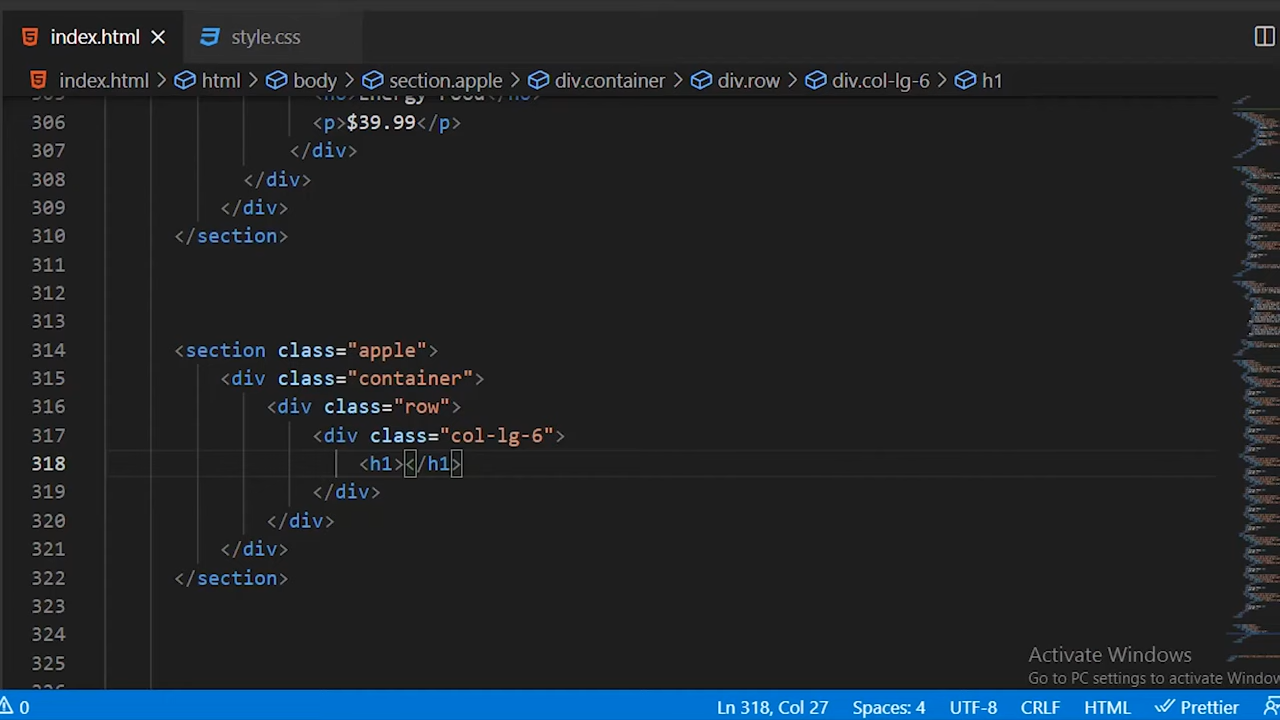 index.html style.css
index.html > html > body > section.apple > div.container > div.row > div.col-lg-6 > h1
306 <p>$39.99</p>
307 </div>
308 </div>
309 </div>
310 </section>
311
312
313
314 <section class="apple">
315 <div class="container">
316 <div class="row">
317 <div class="col-lg-6">
318 <h1></h1>
319 </div>
320 </div>
321 </div>
322 </section>
323
324
325
Activate Windows
Go to PC settings to activate Window
0 Ln 318, Col 27 Spaces: 4 UTF-8 CRLF HTML Prettier